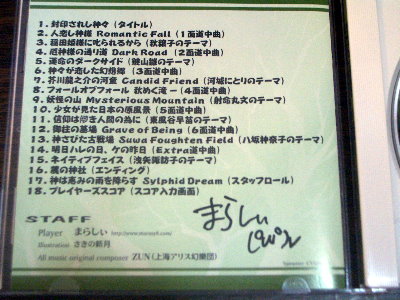 1. 封印されし神々 (タイトル)
2. 人恋し神様 Romantic Fall (1面道中曲)
3. 稲田姫様に叱られるから (秋穣子のテーマ)
4. 厄神様の通り道 Dark Road (2面道中曲)
5. 運命のダークサイド (鍵山雛のテーマ)
6. 神々が恋した幻想郷 (3面道中曲)
7. 芥川龍之介の河童 Candid Friend (河城にとりのテーマ)
8. フォールオブフォール 秋めく滝 - (4面道中曲)
9. 妖怪の山 Mysterious Mountain (射命丸文のテーマ)
10. 少女が見た日本の原風景 (5面道中曲)
11. 信仰は儚き人間の為に (東風谷早苗のテーマ)
12. 御柱の墓場 Grave of Being (6面道中曲)
13. 神さびた古戦場 Suwa Foughten Field (八坂神奈子のテーマ)
14. 明日ハレの日、ケの昨日 (Extra道中曲)
15. ネイティブフェイス (洩矢諏訪子のテーマ)
16. 麓の神社 (エンディング)
17. 神は恵みの雨を降らす Sylphid Dream (スタッフロール)
18. プレイヤーズスコア (スコア入力画面)
STAFF
Player まらしぃ http://www.marasy8.com/
Illustration さきの新月
All music original composer ZUN (上海アリス幻樂団)
まらしぃ